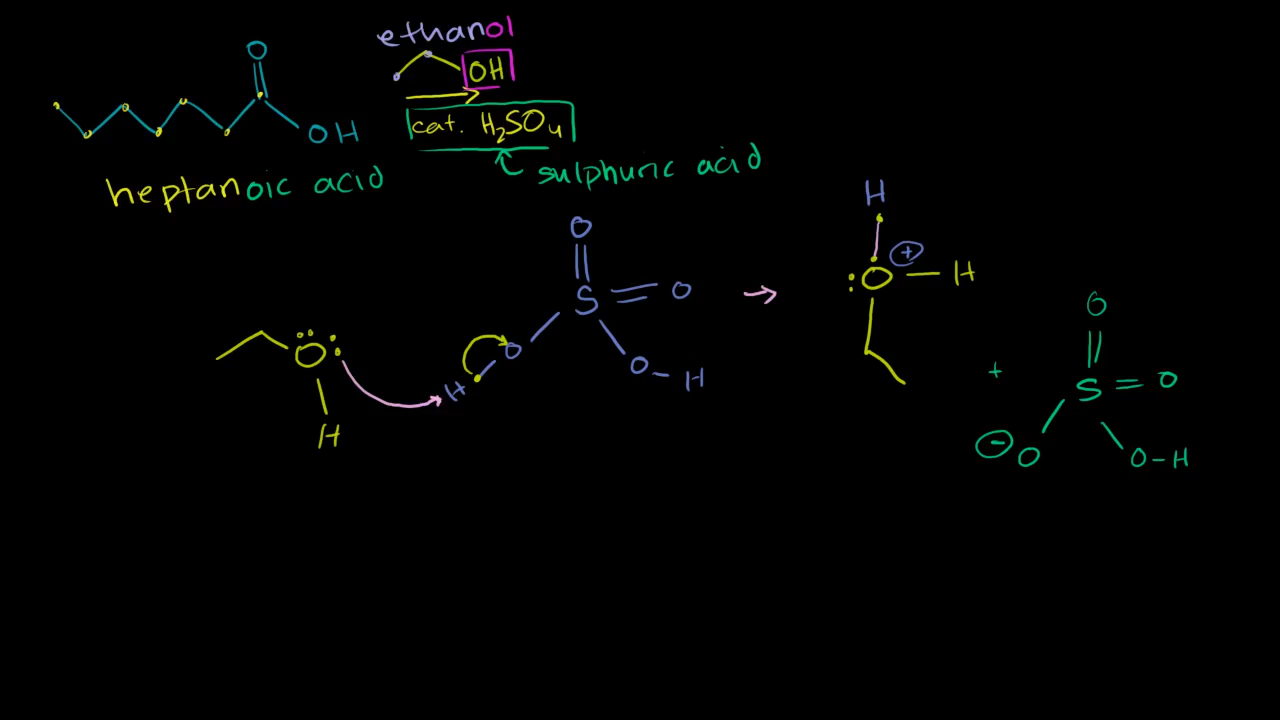 ethanol
O
OH
OH
cat. H₂SO₄
heptanoic acid
sulphuric acid
H
O
+
O
H
S
O
O
O
O
H
O
H
H
+
S
O
O
H
−
O
O
H